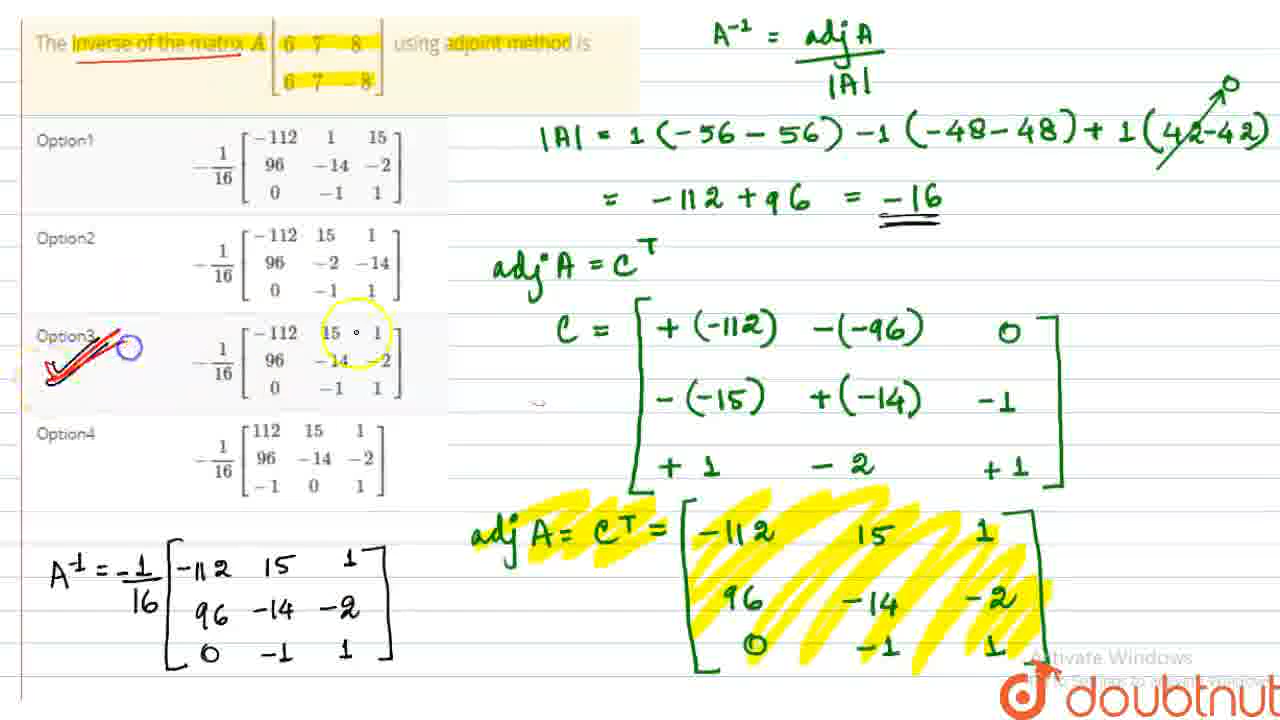 The inverse of the matrix A [ 6 7 8
6 7 −8 ] using adjoint method is
Option1
−1/16 [ −112 1 15
96 −14 −2
0 −1 1 ]
Option2
−1/16 [ −112 15 1
96 −2 −14
0 −1 1 ]
Option3
−1/16 [ −112 15 1
96 −14 −2
0 −1 1 ]
Option4
−1/16 [ 112 15 1
96 −14 −2
−1 0 1 ]
A⁻¹ = −1/16 [ −112 15 1
96 −14 −2
0 −1 1 ]
A⁻¹ = adj A / |A|
|A| = 1 (−56 − 56) −1 (−48 − 48) + 1 (42−42) 0
= −112 + 96 = −16
adj A = Cᵀ
C = [ + (−112) −(−96) 0
− (−15) + (−14) −1
+ 1 − 2 + 1 ]
adj A = Cᵀ = [ −112 15 1
96 −14 −2
0 −1 1 ]
Activate Windows
doubtnut